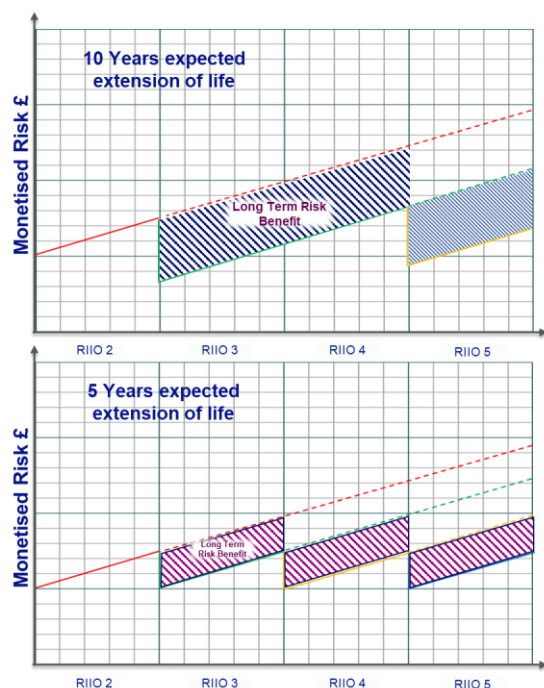 10 Years expected
extension of life
Monetised Risk £
Long Term Risk
Benefit
RIIO 2
RIIO 3
RIIO 4
RIIO 5
5 Years expected
extension of life
Monetised Risk £
Long Term
Risk Benefit
RIIO 2
RIIO 3
RIIO 4
RIIO 5